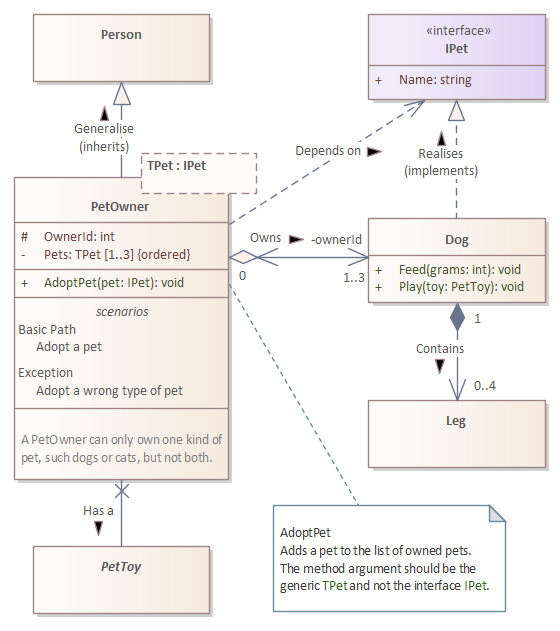 Person
«interface»
IPet
+ Name: string
Generalise
(inherits)
Depends on
Realises
(implements)
TPet : IPet
PetOwner
# OwnerId: int
- Pets: TPet [1..3] {ordered}
+ AdoptPet(pet: IPet): void
scenarios
Basic Path
Adopt a pet
Exception
Adopt a wrong type of pet
A PetOwner can only own one kind of
pet, such dogs or cats, but not both.
Owns
-ownerId
0
1..3
Dog
+ Feed(grams: int): void
+ Play(toy: PetToy): void
1
Contains
0..4
Leg
Has a
PetToy
AdoptPet
Adds a pet to the list of owned pets.
The method argument should be the
generic TPet and not the interface IPet.